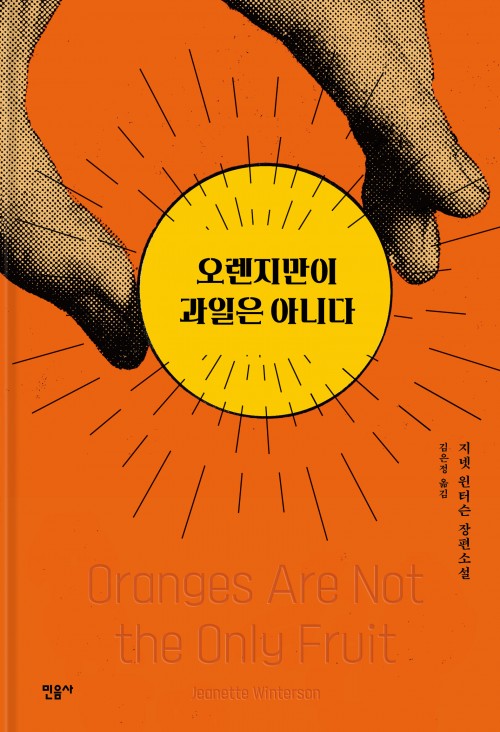 오렌지만이
과일은 아니다
지넷 윈터슨 장편소설
김은정 옮김
Oranges Are Not
the Only Fruit
Jeanette Winterson
민음사